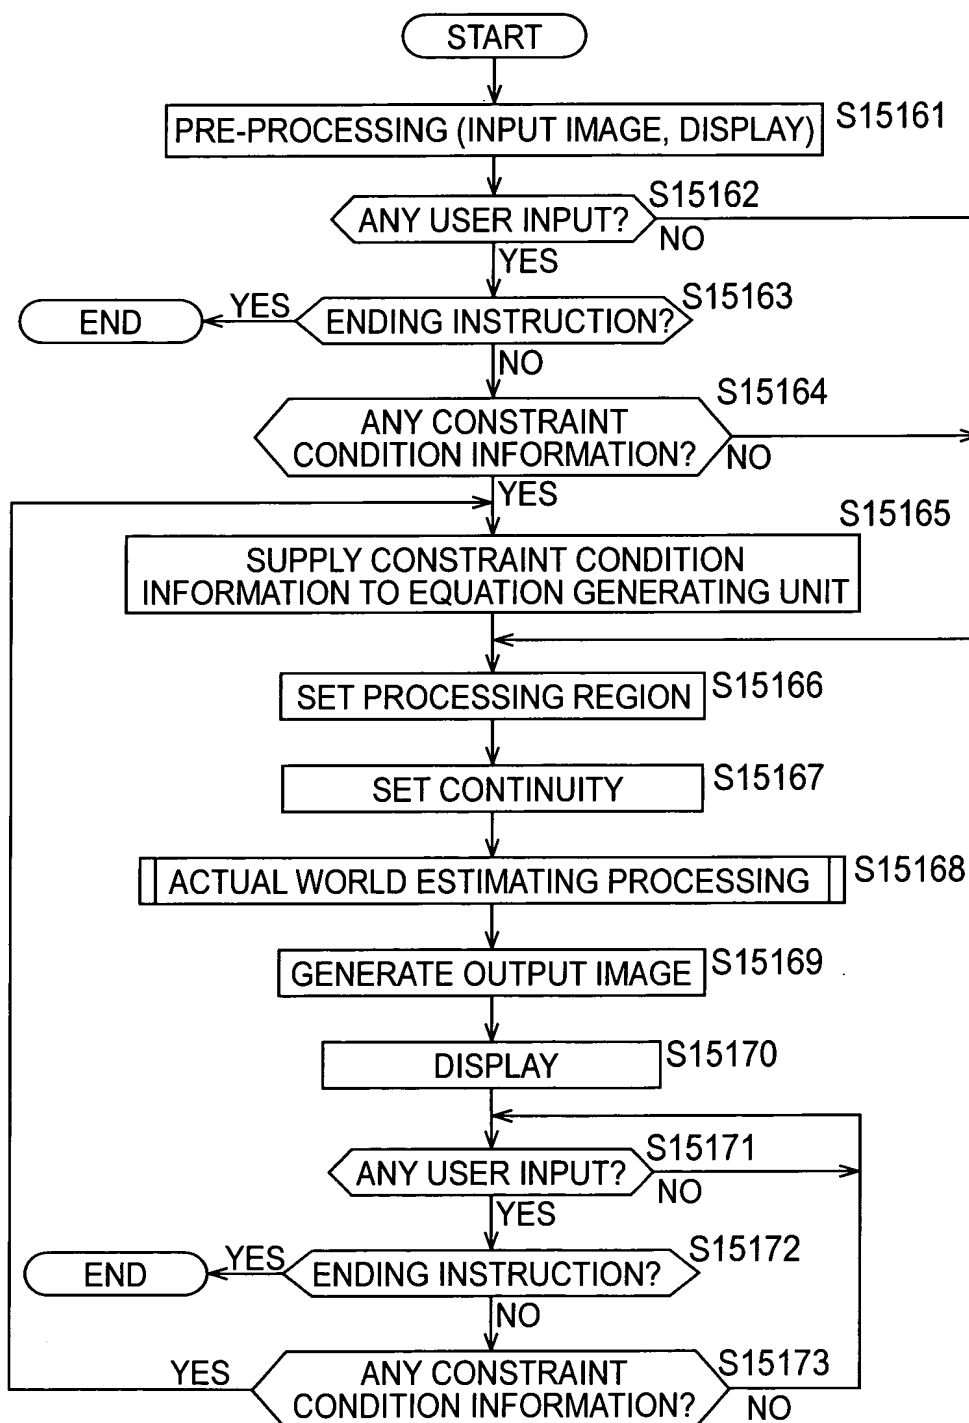 START
PRE-PROCESSING (INPUT IMAGE, DISPLAY)
S15161
ANY USER INPUT?
S15162
NO
YES
ENDING INSTRUCTION?
S15163
YES
END
NO
ANY CONSTRAINT
CONDITION INFORMATION?
S15164
NO
YES
S15165
SUPPLY CONSTRAINT CONDITION
INFORMATION TO EQUATION GENERATING UNIT
SET PROCESSING REGION
S15166
SET CONTINUITY
S15167
ACTUAL WORLD ESTIMATING PROCESSING
S15168
GENERATE OUTPUT IMAGE
S15169
DISPLAY
S15170
ANY USER INPUT?
S15171
NO
YES
ENDING INSTRUCTION?
S15172
YES
END
NO
ANY CONSTRAINT
CONDITION INFORMATION?
S15173
YES
NO